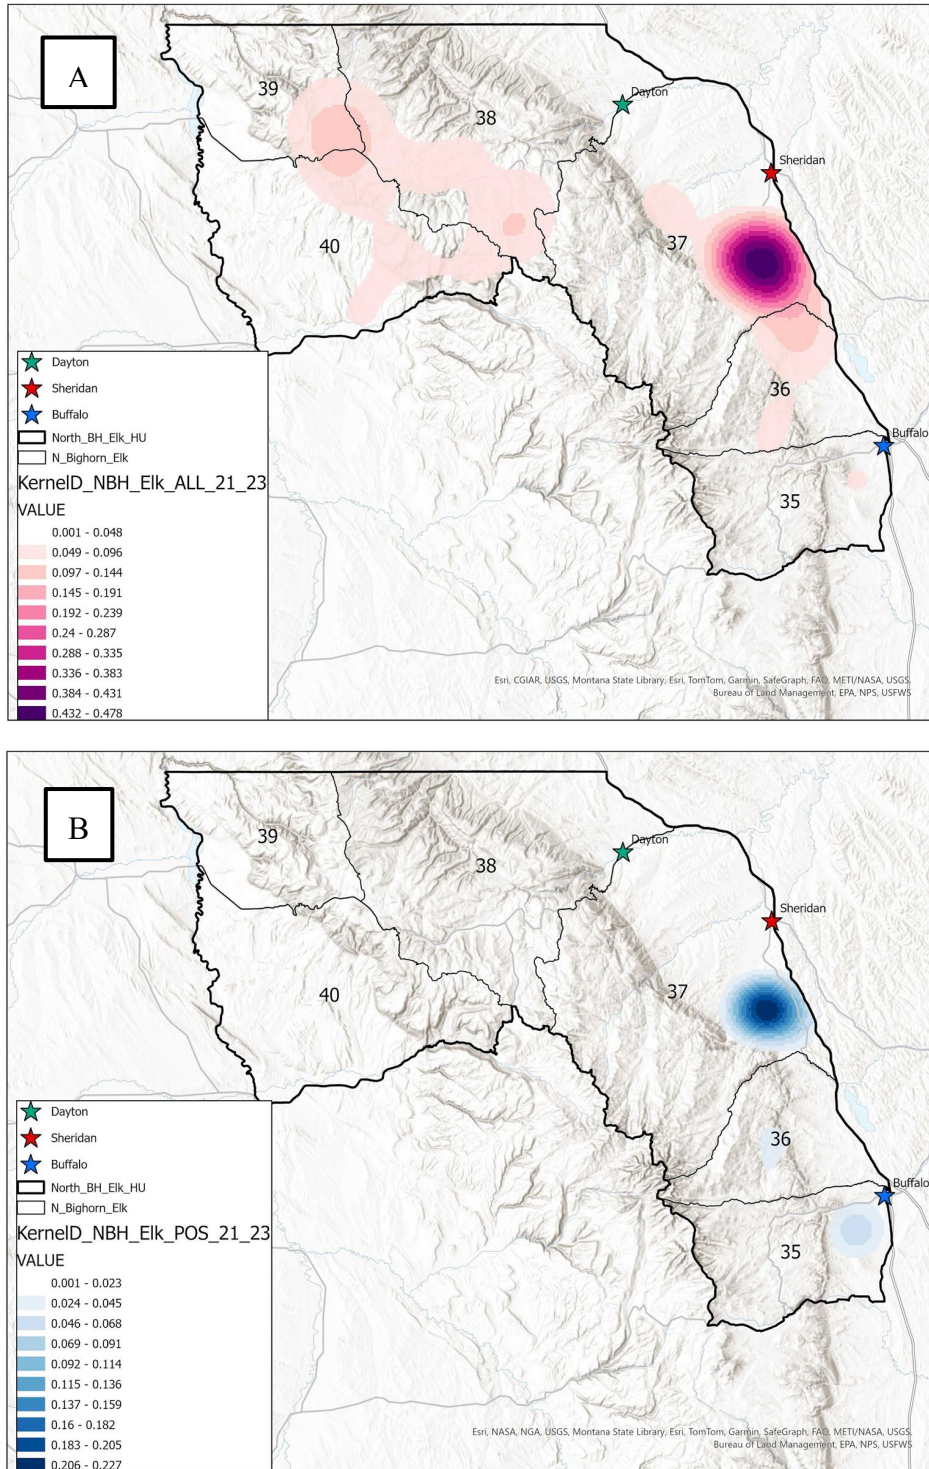 A
39
38
Dayton
Sheridan
40
37
36
Buffalo
35
Dayton
Sheridan
Buffalo
North_BH_Elk_HU
N_Bighorn_Elk
KernelD_NBH_Elk_ALL_21_23
VALUE
0.001 - 0.048
0.049 - 0.096
0.097 - 0.144
0.145 - 0.191
0.192 - 0.239
0.24 - 0.287
0.288 - 0.335
0.336 - 0.383
0.384 - 0.431
0.432 - 0.478
Esri, CGIAR, USGS, Montana State Library, Esri, TomTom, Garmin, SafeGraph, FAO, METI/NASA, USGS,
Bureau of Land Management, EPA, NPS, USFWS
B
39
38
Dayton
Sheridan
40
37
36
Buffalo
35
Dayton
Sheridan
Buffalo
North_BH_Elk_HU
N_Bighorn_Elk
KernelD_NBH_Elk_POS_21_23
VALUE
0.001 - 0.023
0.024 - 0.045
0.046 - 0.068
0.069 - 0.091
0.092 - 0.114
0.115 - 0.136
0.137 - 0.159
0.16 - 0.182
0.183 - 0.205
0.206 - 0.227
Esri, NASA, NGA, USGS, Montana State Library, Esri, TomTom, Garmin, SafeGraph, FAO, METI/NASA, USGS,
Bureau of Land Management, EPA, NPS, USFWS